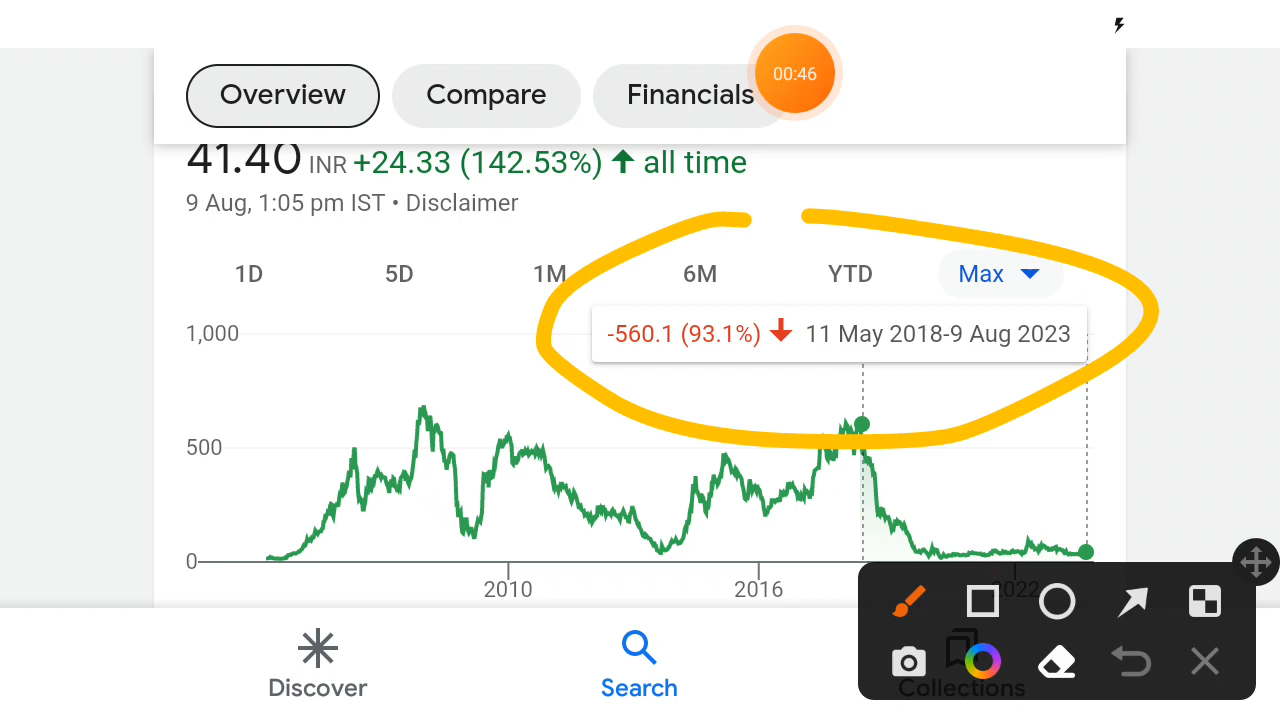 Overview Compare Financials 00:46
41.40 INR +24.33 (142.53%) ↑ all time
9 Aug, 1:05 pm IST • Disclaimer
1D 5D 1M 6M YTD Max
1,000
-560.1 (93.1%) ↓ 11 May 2018-9 Aug 2023
500
0
2010 2016 2022
Discover Search Collections